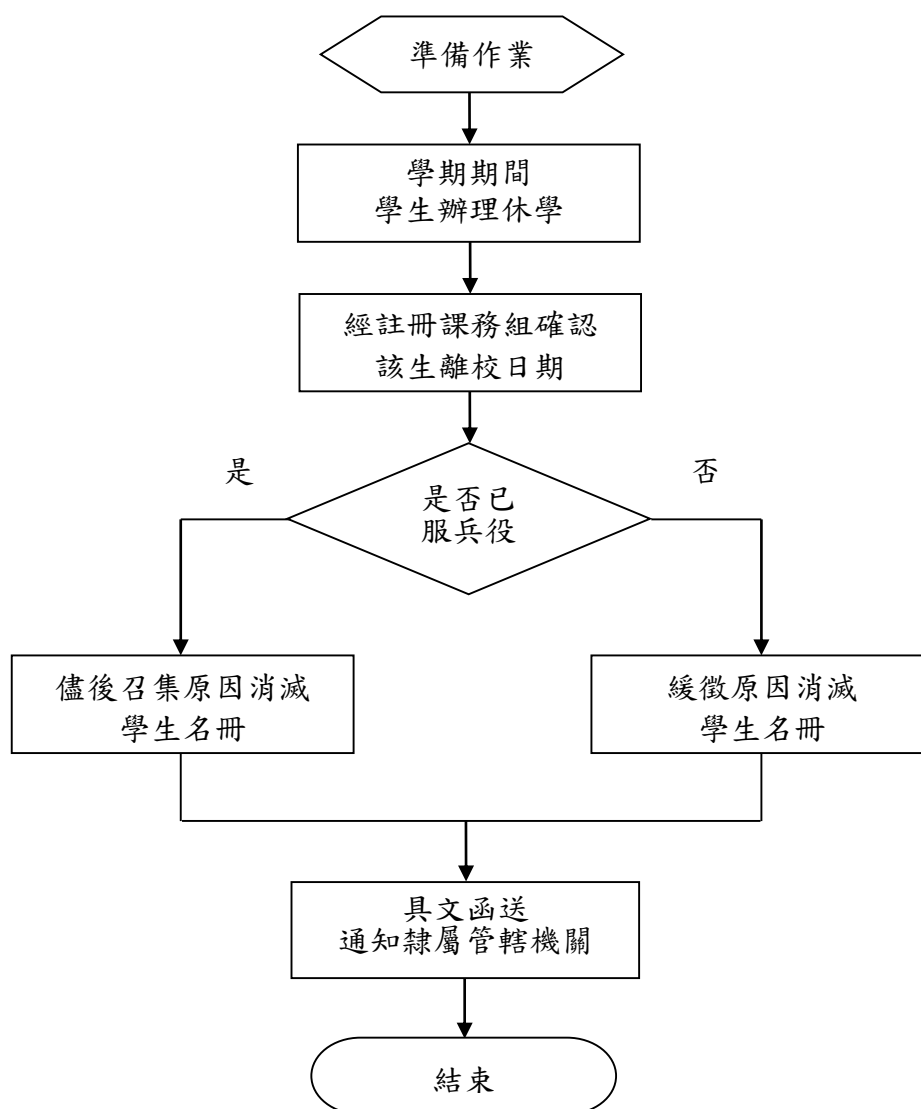 準備作業
學期期間
學生辦理休學
經註冊課務組確認
該生離校日期
是
否
是否已
服兵役
儘後召集原因消滅
學生名冊
緩徵原因消滅
學生名冊
具文函送
通知隸屬管轄機關
結束